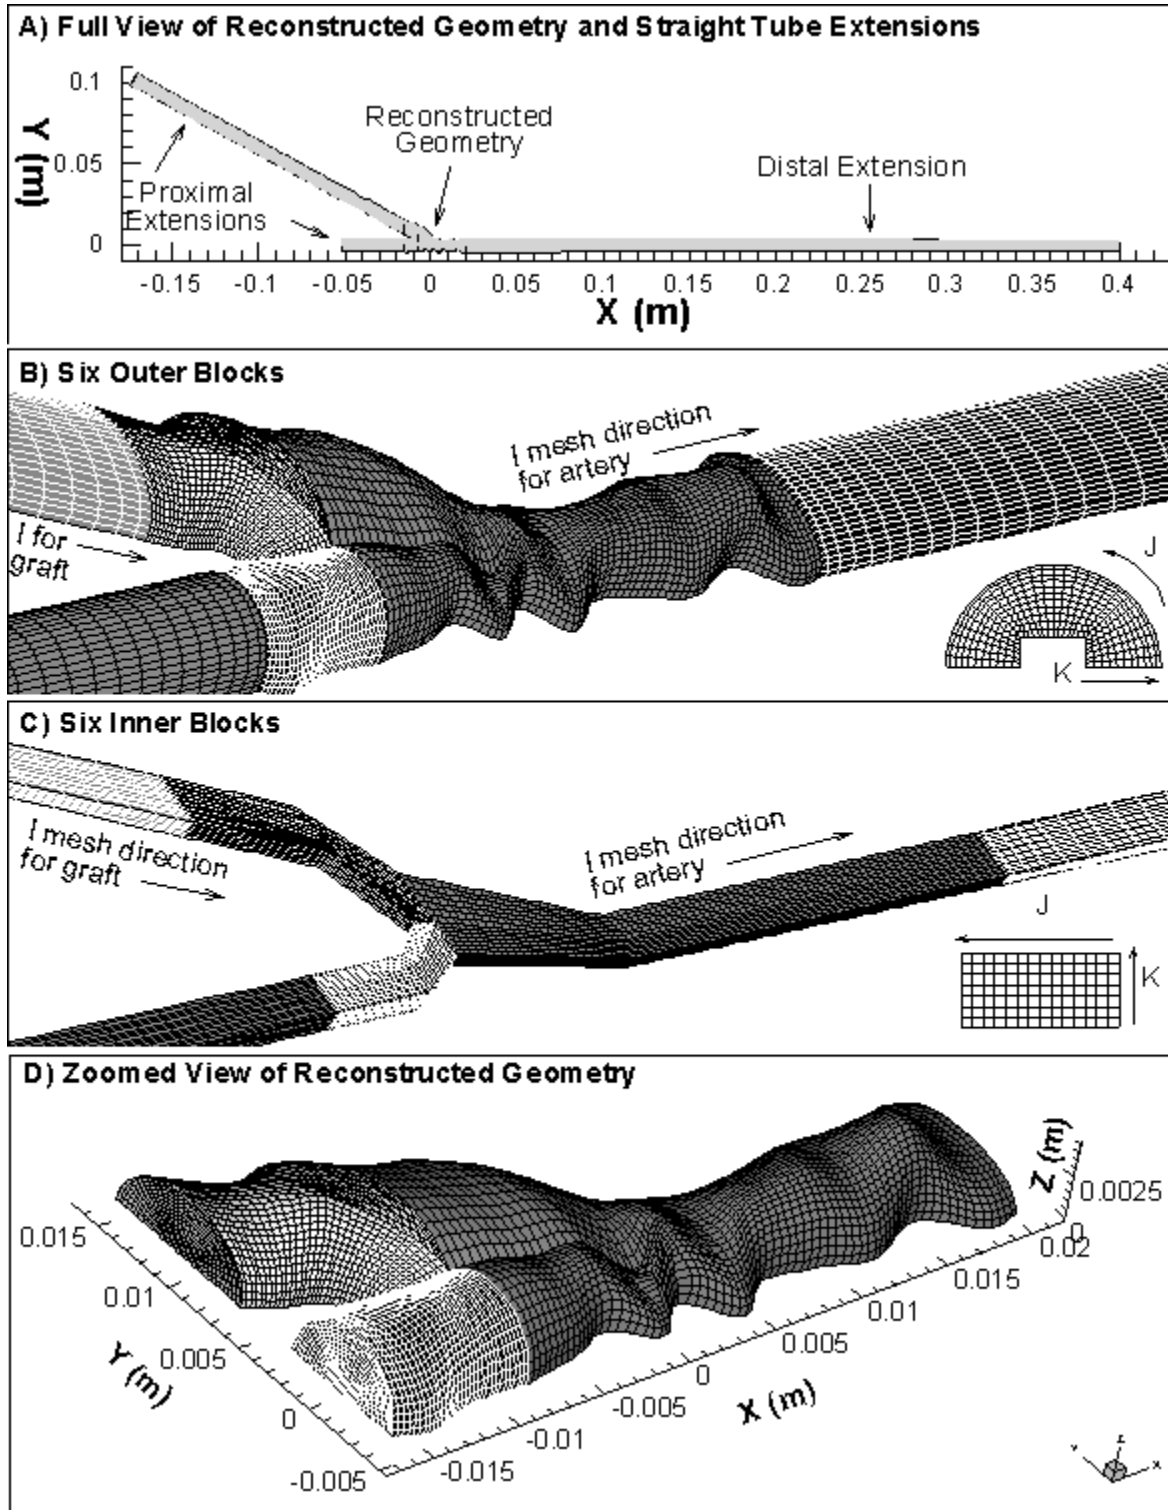 A) Full View of Reconstructed Geometry and Straight Tube Extensions
0.1
Y (m)
0.05
0
Reconstructed
Geometry
Proximal
Extensions
Distal Extension
-0.15 -0.1 -0.05 0 0.05 0.1 0.15 0.2 0.25 0.3 0.35 0.4
X (m)
B) Six Outer Blocks
I mesh direction
for artery
I for
graft
J
K
C) Six Inner Blocks
I mesh direction
for graft
I mesh direction
for artery
J
K
D) Zoomed View of Reconstructed Geometry
Z (m)
0.0025
0
0.02
0.015
0.01
0.005
0
-0.005
-0.01
-0.015
X (m)
0.015
0.01
0.005
0
-0.005
Y (m)
Y
Z
X